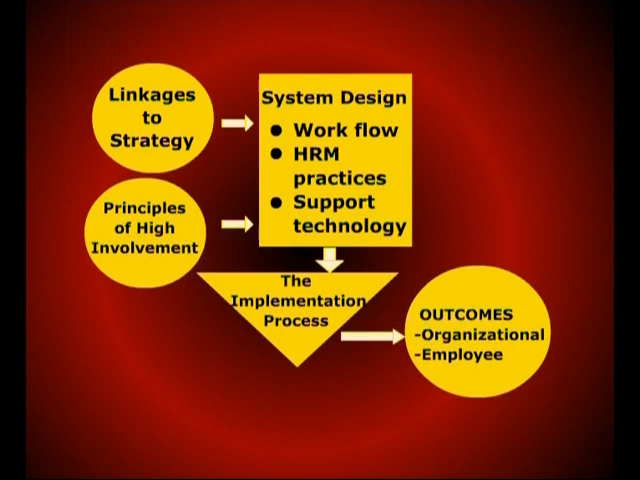 Linkages
to
Strategy
System Design
● Work flow
● HRM
practices
● Support
technology
Principles
of High
Involvement
The
Implementation
Process
OUTCOMES
-Organizational
-Employee